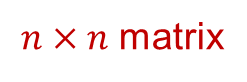 n × n matrix